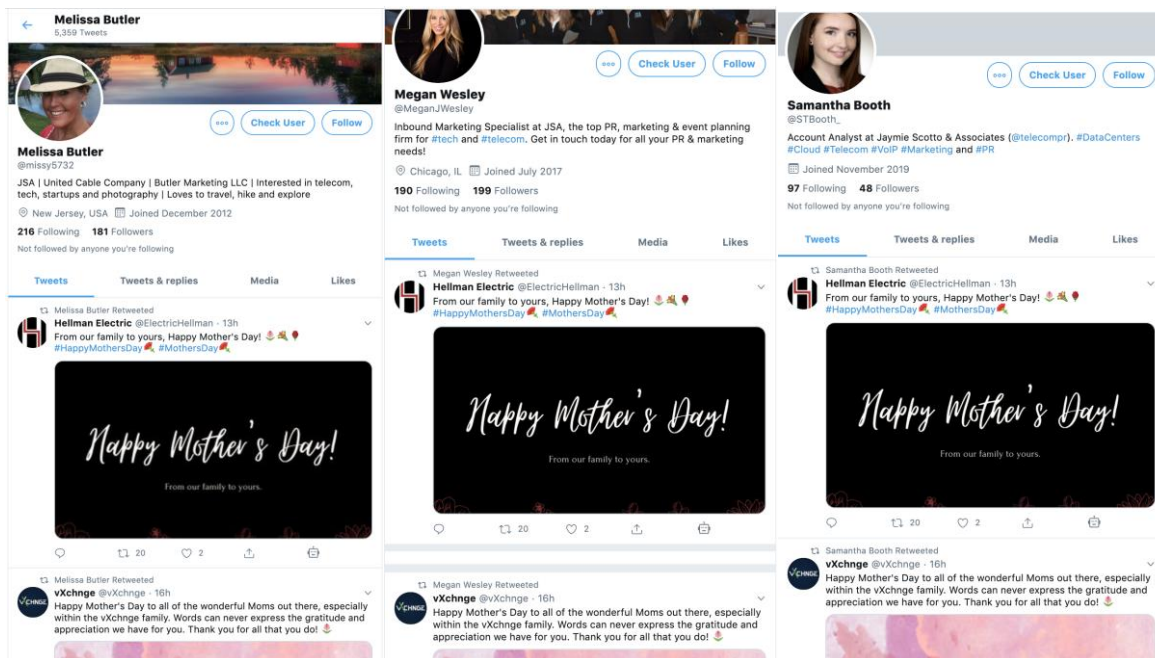 Melissa Butler
5,359 Tweets
Check User
Follow
Melissa Butler
@missy5732
JSA | United Cable Company | Butler Marketing LLC | Interested in telecom,
tech, startups and photography | Loves to travel, hike and explore
New Jersey, USA Joined December 2012
216 Following 181 Followers
Not followed by anyone you're following
Tweets Tweets & replies Media Likes
Melissa Butler Retweeted
Hellman Electric @ElectricHellman · 13h
From our family to yours, Happy Mother's Day! 🌷💐🌹
#HappyMothersDay #MothersDay
Happy Mother's Day!
From our family to yours.
20 2
Melissa Butler Retweeted
vXchnge @vXchnge · 16h
VCHNGE
Happy Mother's Day to all of the wonderful Moms out there, especially
within the vXchnge family. Words can never express the gratitude and
appreciation we have for you. Thank you for all that you do! 🌷
Check User
Follow
Megan Wesley
@MeganJWesley
Inbound Marketing Specialist at JSA, the top PR, marketing & event planning
firm for #tech and #telecom. Get in touch today for all your PR & marketing
needs!
Chicago, IL Joined July 2017
190 Following 199 Followers
Not followed by anyone you're following
Tweets Tweets & replies Media Likes
Megan Wesley Retweeted
Hellman Electric @ElectricHellman · 13h
From our family to yours, Happy Mother's Day! 🌷💐🌹
#HappyMothersDay #MothersDay
Happy Mother's Day!
From our family to yours.
20 2
Megan Wesley Retweeted
vXchnge @vXchnge · 16h
VCHNGE
Happy Mother's Day to all of the wonderful Moms out there, especially
within the vXchnge family. Words can never express the gratitude and
appreciation we have for you. Thank you for all that you do! 🌷
Check User
Follow
Samantha Booth
@STBooth_
Account Analyst at Jaymie Scotto & Associates (@telecompr). #DataCenters
#Cloud #Telecom #VoIP #Marketing and #PR
Joined November 2019
97 Following 48 Followers
Not followed by anyone you're following
Tweets Tweets & replies Media Likes
Samantha Booth Retweeted
Hellman Electric @ElectricHellman · 13h
From our family to yours, Happy Mother's Day! 🌷💐🌹
#HappyMothersDay #MothersDay
Happy Mother's Day!
From our family to yours.
20 2
Samantha Booth Retweeted
vXchnge @vXchnge · 16h
VCHNGE
Happy Mother's Day to all of the wonderful Moms out there, especially
within the vXchnge family. Words can never express the gratitude and
appreciation we have for you. Thank you for all that you do! 🌷